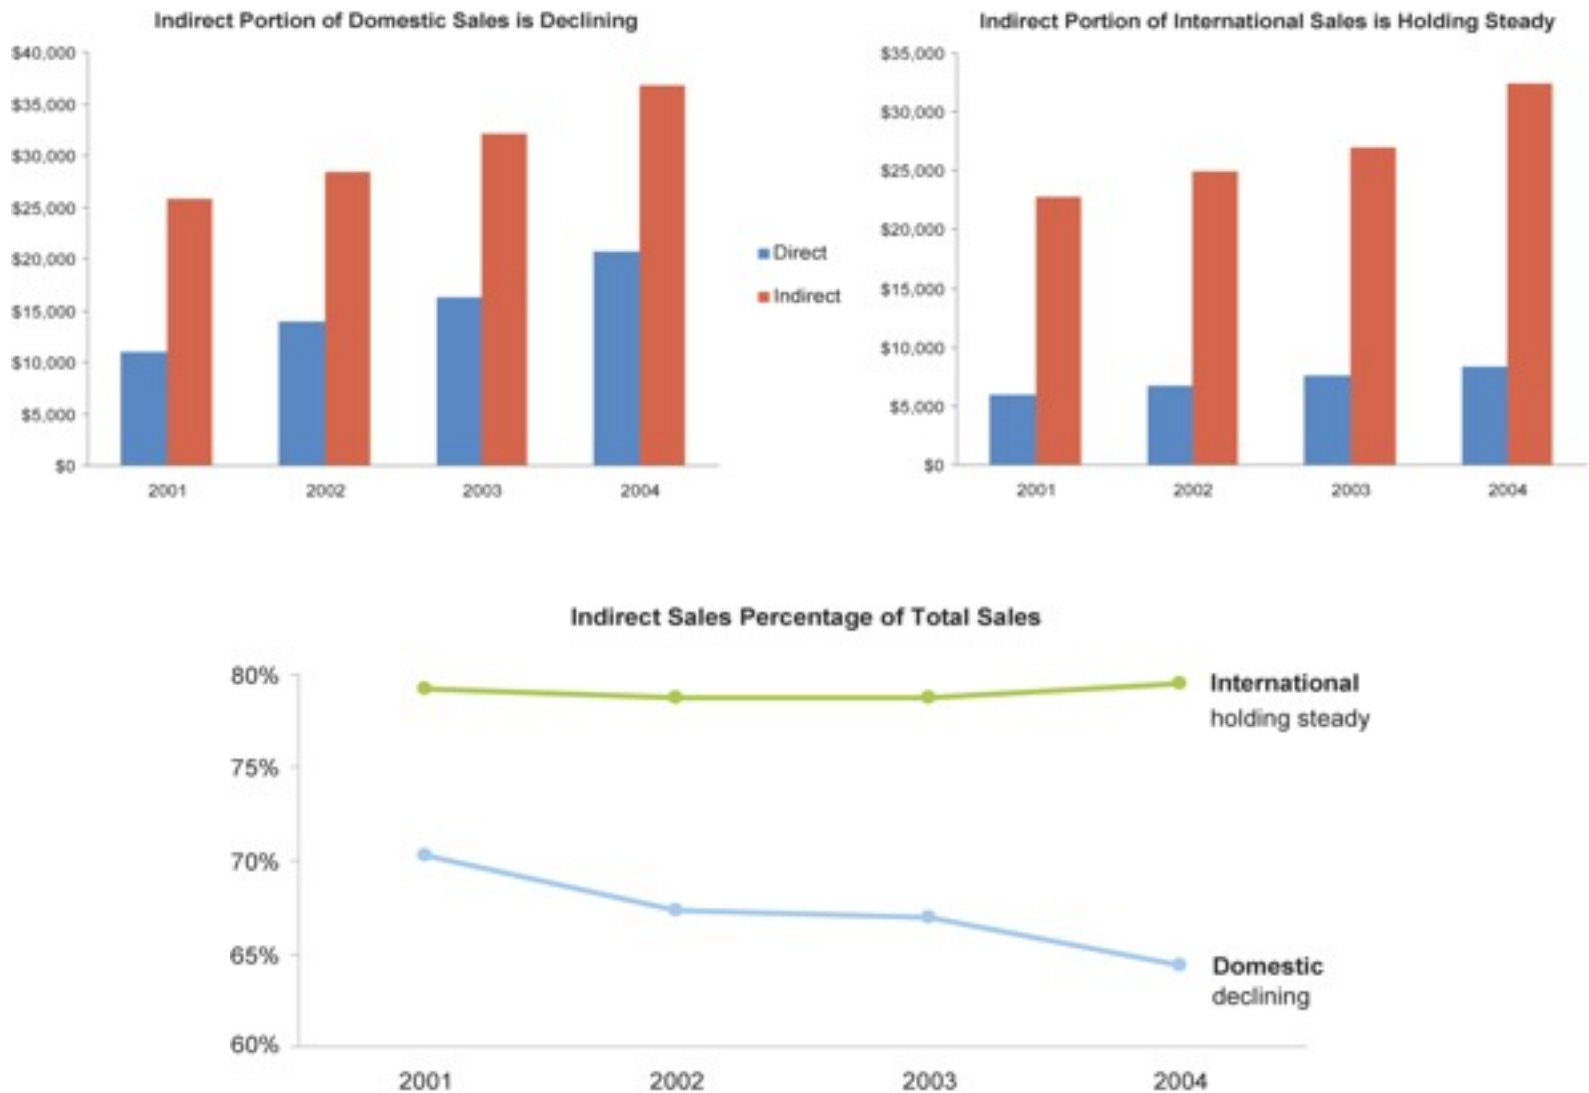 Indirect Portion of Domestic Sales is Declining
$40,000
$35,000
$30,000
$25,000
$20,000
$15,000
$10,000
$5,000
$0
2001 2002 2003 2004
Direct
Indirect
Indirect Portion of International Sales is Holding Steady
$35,000
$30,000
$25,000
$20,000
$15,000
$10,000
$5,000
$0
2001 2002 2003 2004
Indirect Sales Percentage of Total Sales
80%
75%
70%
65%
60%
International
holding steady
Domestic
declining
2001 2002 2003 2004